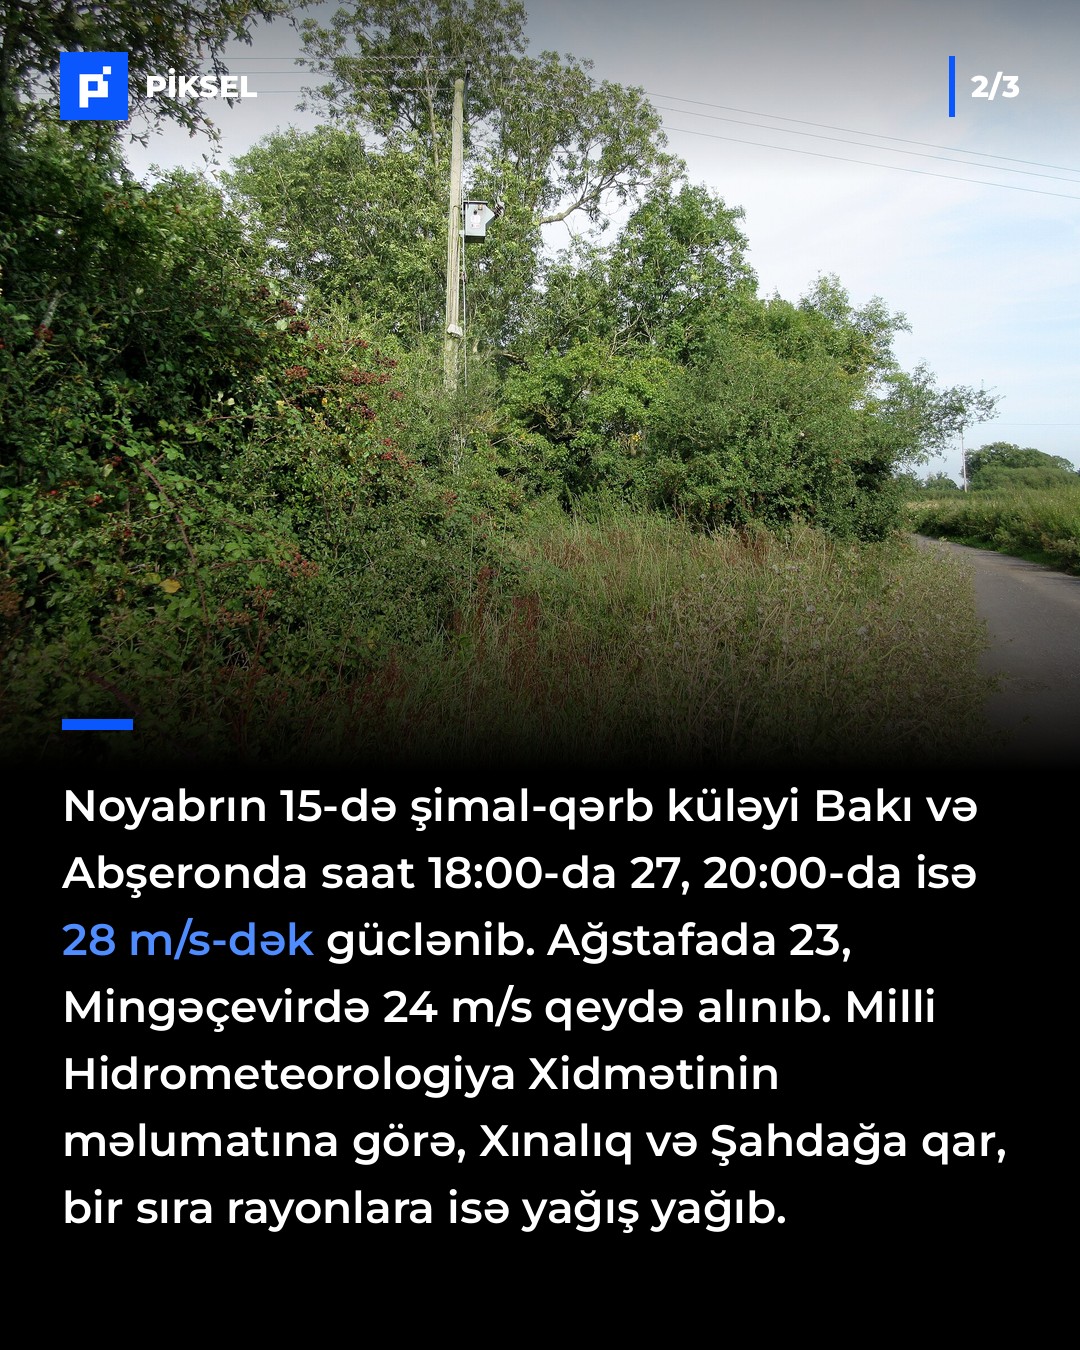 PİKSEL
2/3
Noyabrın 15-də şimal-qərb küləyi Bakı və
Abşeronda saat 18:00-da 27, 20:00-da isə
28 m/s-dək güclənib. Ağstafada 23,
Mingəçevirdə 24 m/s qeydə alınıb. Milli
Hidrometeorologiya Xidmətinin
məlumatına görə, Xınalıq və Şahdağa qar,
bir sıra rayonlara isə yağış yağıb.